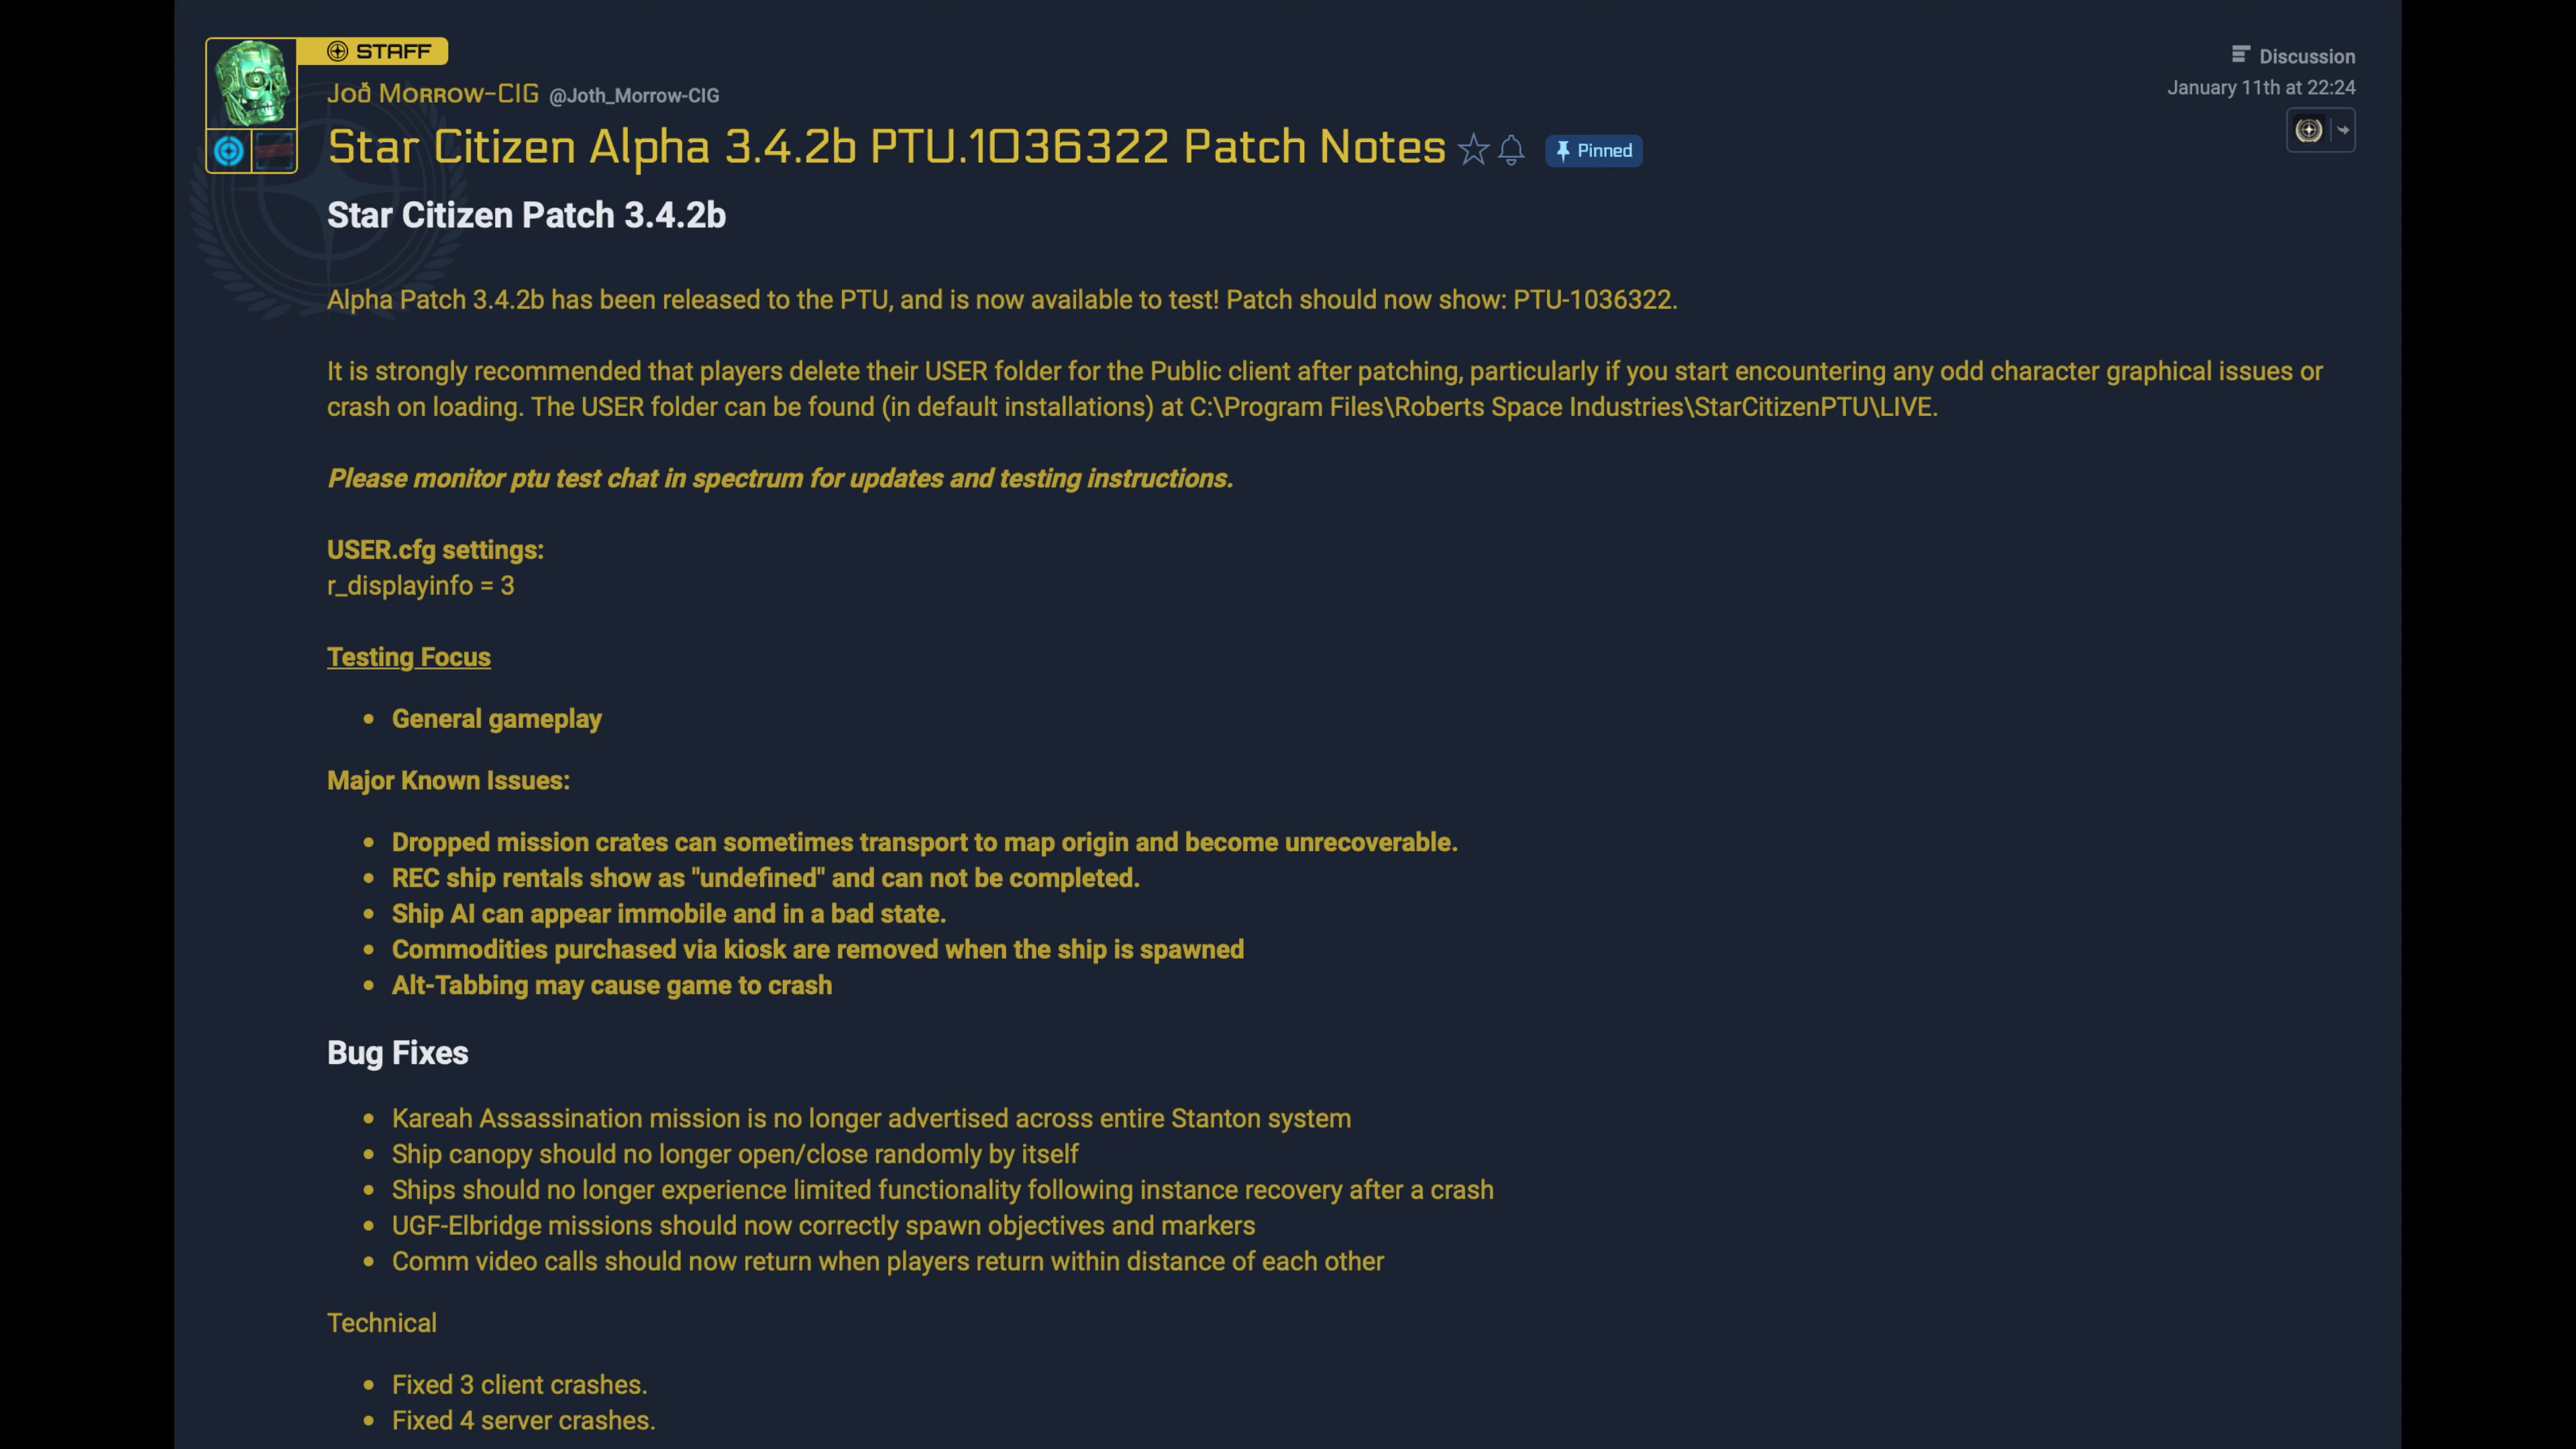 STAFF
Discussion
Joð Morrow-CIG @Joth_Morrow-CIG
January 11th at 22:24
Star Citizen Alpha 3.4.2b PTU.1036322 Patch Notes
Pinned
Star Citizen Patch 3.4.2b
Alpha Patch 3.4.2b has been released to the PTU, and is now available to test! Patch should now show: PTU-1036322.
It is strongly recommended that players delete their USER folder for the Public client after patching, particularly if you start encountering any odd character graphical issues or
crash on loading. The USER folder can be found (in default installations) at C:\Program Files\Roberts Space Industries\StarCitizenPTU\LIVE.
Please monitor ptu test chat in spectrum for updates and testing instructions.
USER.cfg settings:
r_displayinfo = 3
Testing Focus
• General gameplay
Major Known Issues:
• Dropped mission crates can sometimes transport to map origin and become unrecoverable.
• REC ship rentals show as "undefined" and can not be completed.
• Ship AI can appear immobile and in a bad state.
• Commodities purchased via kiosk are removed when the ship is spawned
• Alt-Tabbing may cause game to crash
Bug Fixes
• Kareah Assassination mission is no longer advertised across entire Stanton system
• Ship canopy should no longer open/close randomly by itself
• Ships should no longer experience limited functionality following instance recovery after a crash
• UGF-Elbridge missions should now correctly spawn objectives and markers
• Comm video calls should now return when players return within distance of each other
Technical
• Fixed 3 client crashes.
• Fixed 4 server crashes.